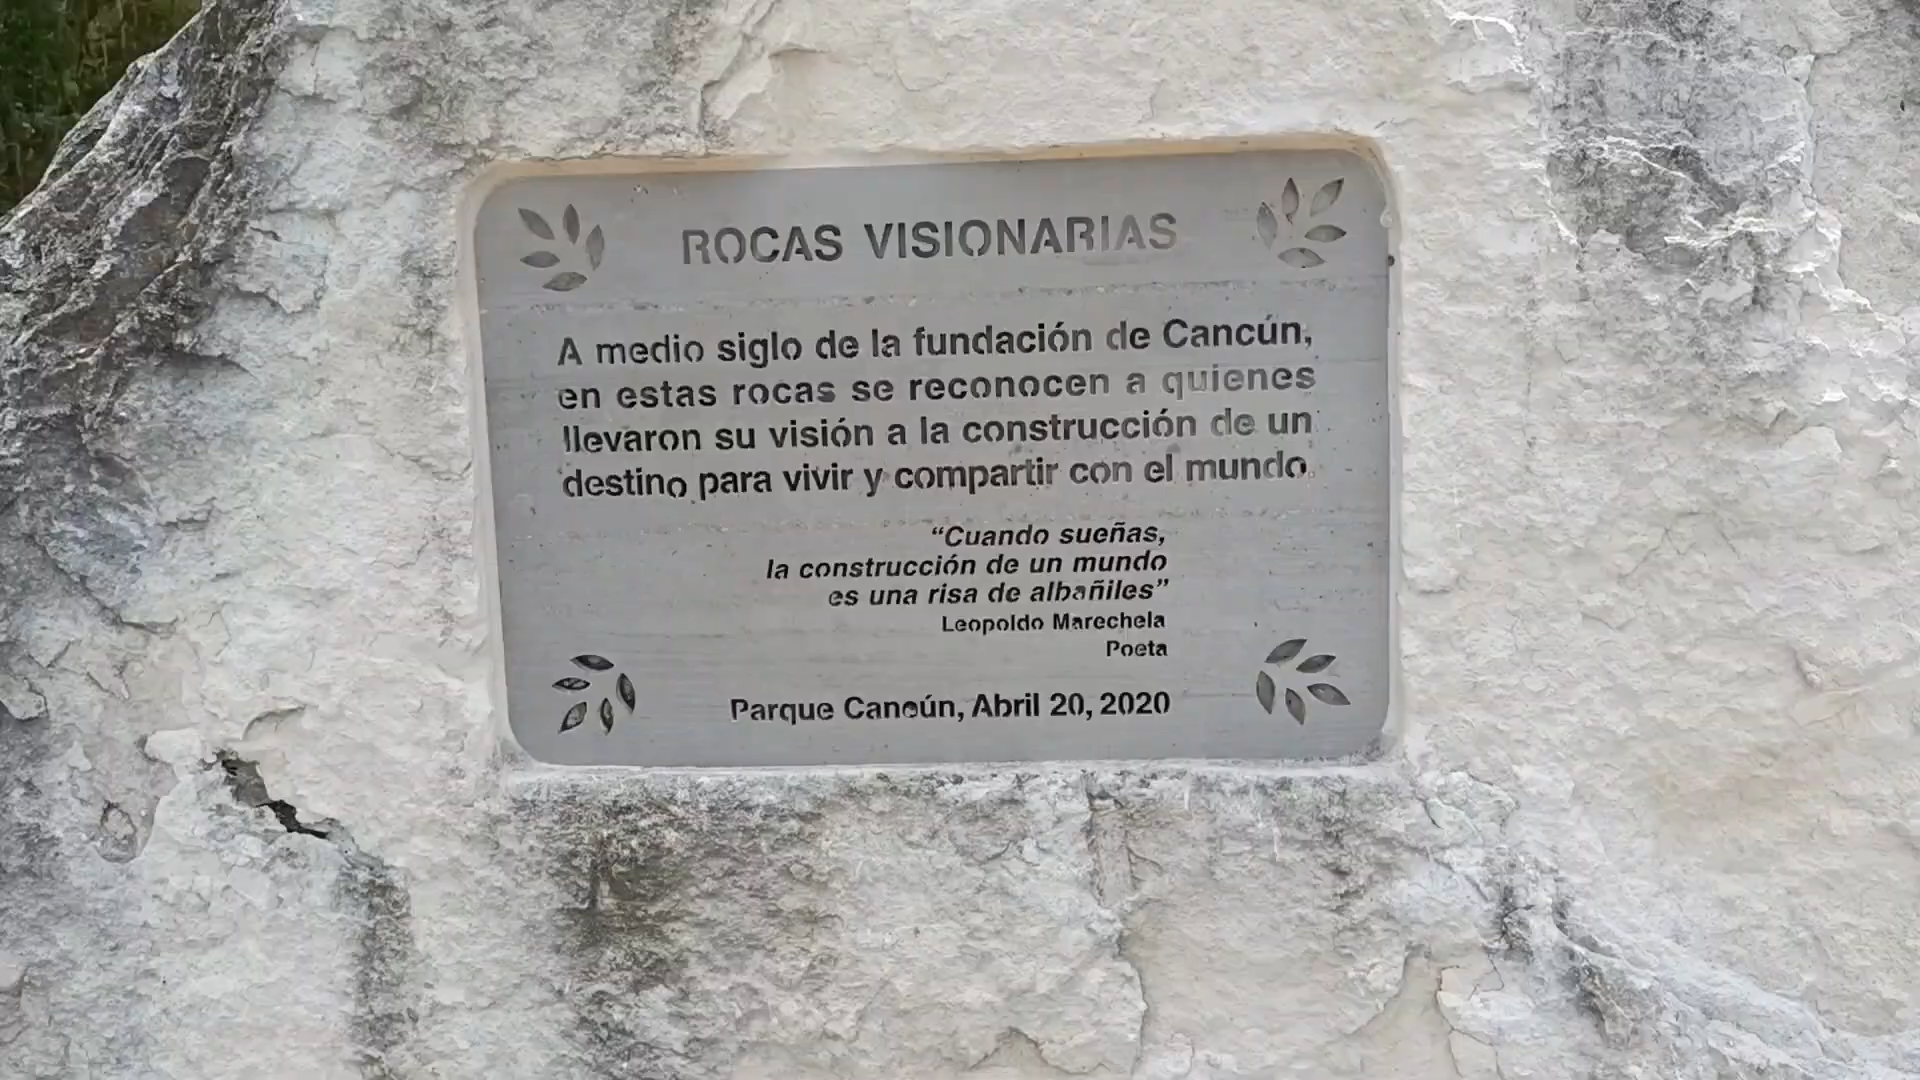 ROCAS VISIONARIAS
A medio siglo de la fundación de Cancún,
en estas rocas se reconocen a quienes
llevaron su visión a la construcción de un
destino para vivir y compartir con el mundo.
“Cuando sueñas,
la construcción de un mundo
es una risa de albañiles”
Leopoldo Marechela
Poeta
Parque Cancún, Abril 20, 2020